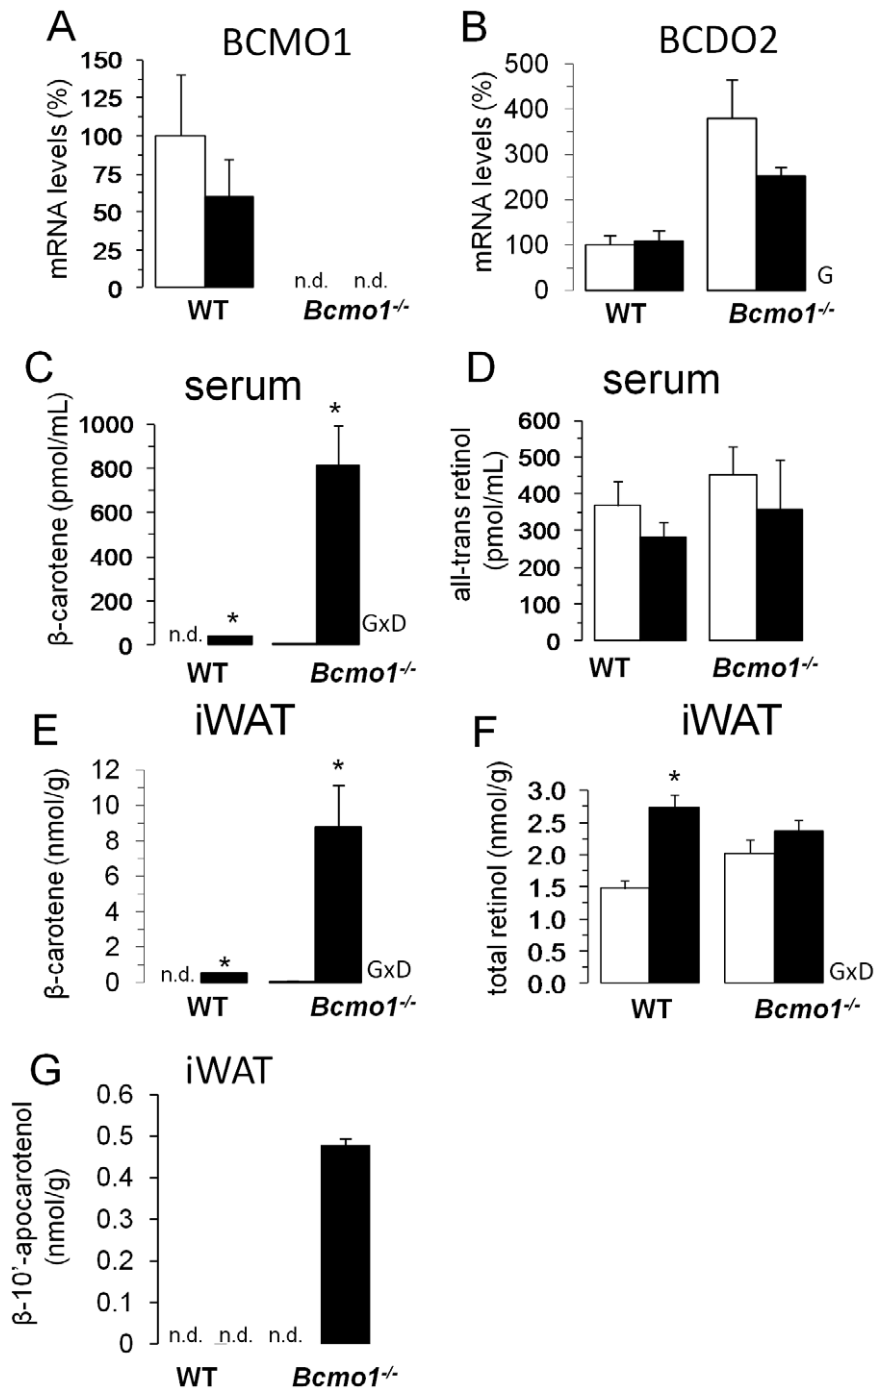 A
BCMO1
mRNA levels (%)
150
125
100
75
50
25
0
n.d.
n.d.
WT
Bcmo1-/-
B
BCDO2
mRNA levels (%)
500
400
300
200
100
0
G
WT
Bcmo1-/-
C
serum
β-carotene (pmol/mL)
1000
800
600
400
200
0
n.d.
*
*
GxD
WT
Bcmo1-/-
D
serum
all-trans retinol
(pmol/mL)
600
500
400
300
200
100
0
WT
Bcmo1-/-
E
iWAT
β-carotene (nmol/g)
12
10
8
6
4
2
0
n.d.
*
*
GxD
WT
Bcmo1-/-
F
iWAT
total retinol (nmol/g)
3.0
2.5
2.0
1.5
1.0
0.5
0.0
*
GxD
WT
Bcmo1-/-
G
iWAT
β-10'-apocarotenol
(nmol/g)
0.6
0.5
0.4
0.3
0.2
0.1
0
n.d.
n.d.
n.d.
WT
Bcmo1-/-